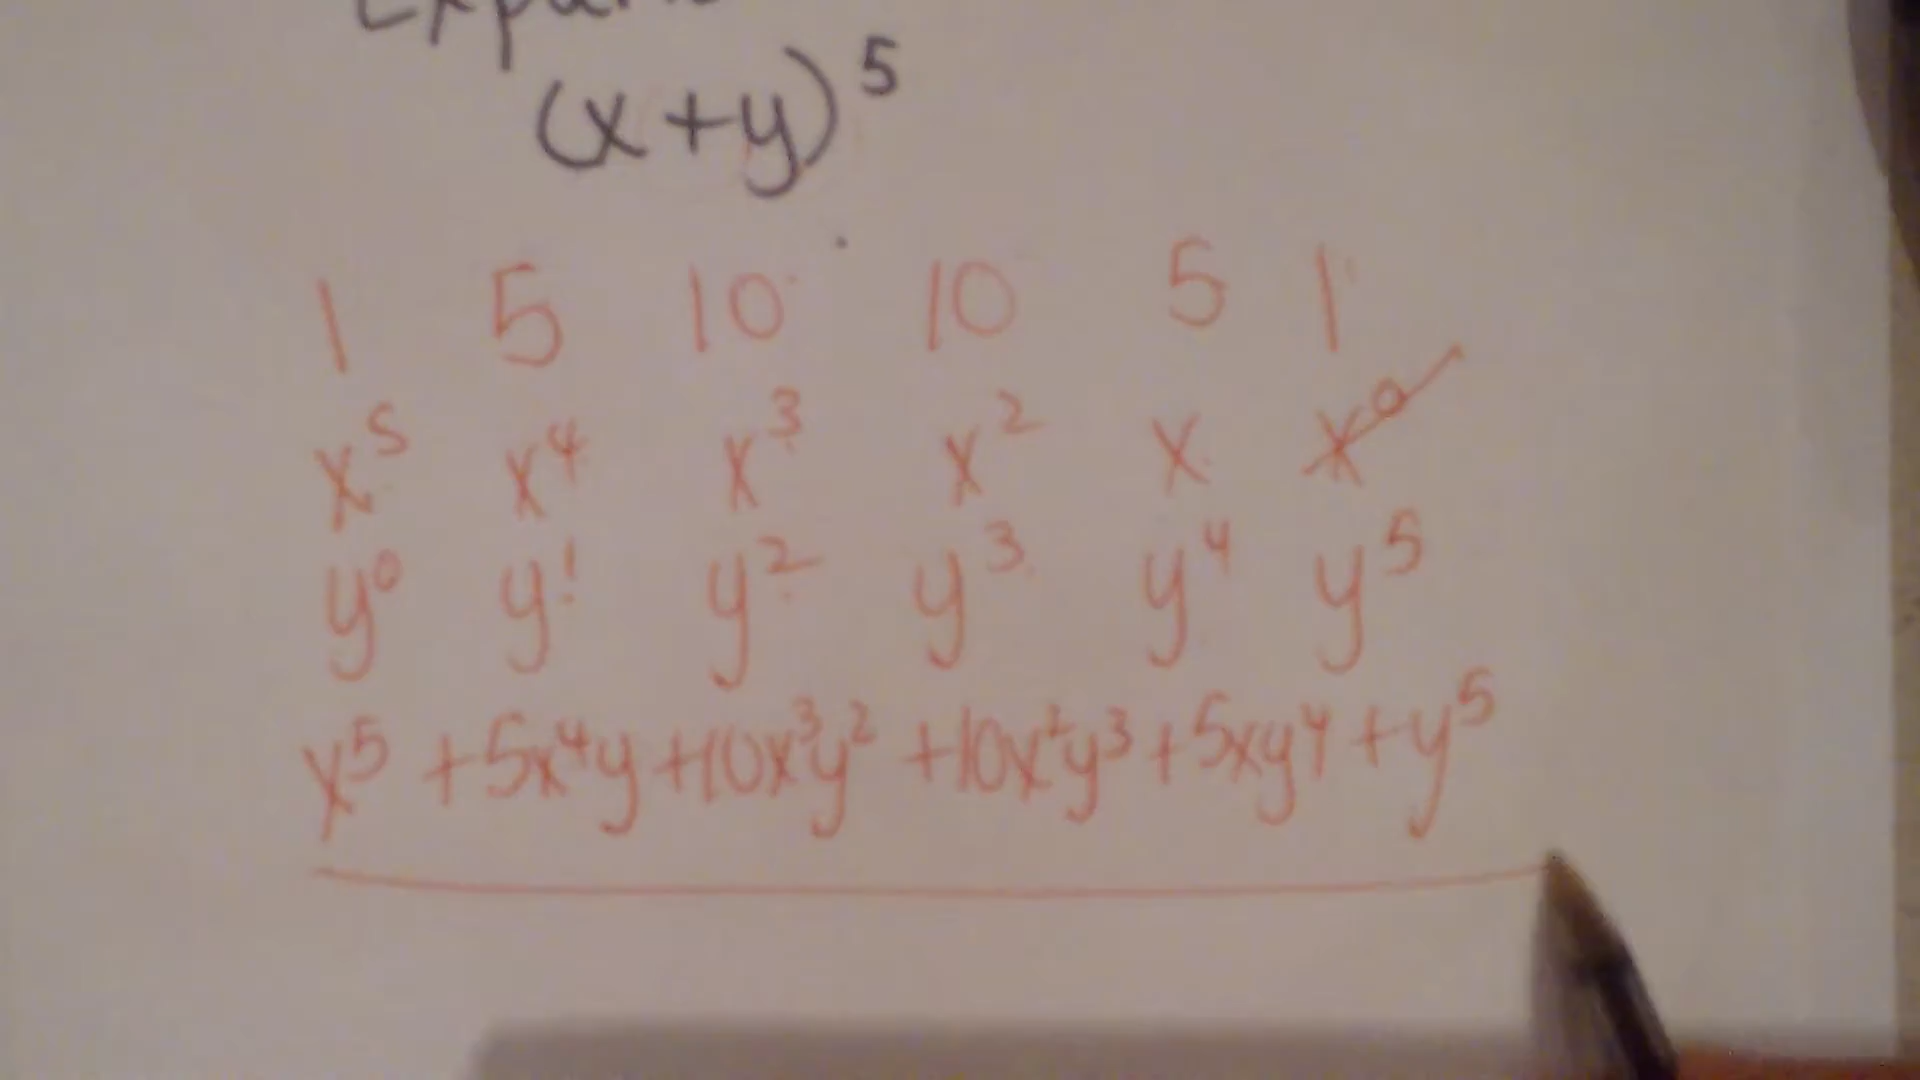 (x+y)⁵
1 5 10 10 5 1
x⁵ x⁴ x³ x² x x⁰
y⁰ y¹ y² y³ y⁴ y⁵
x⁵ +5x⁴y +10x³y² +10x²y³ +5xy⁴ +y⁵